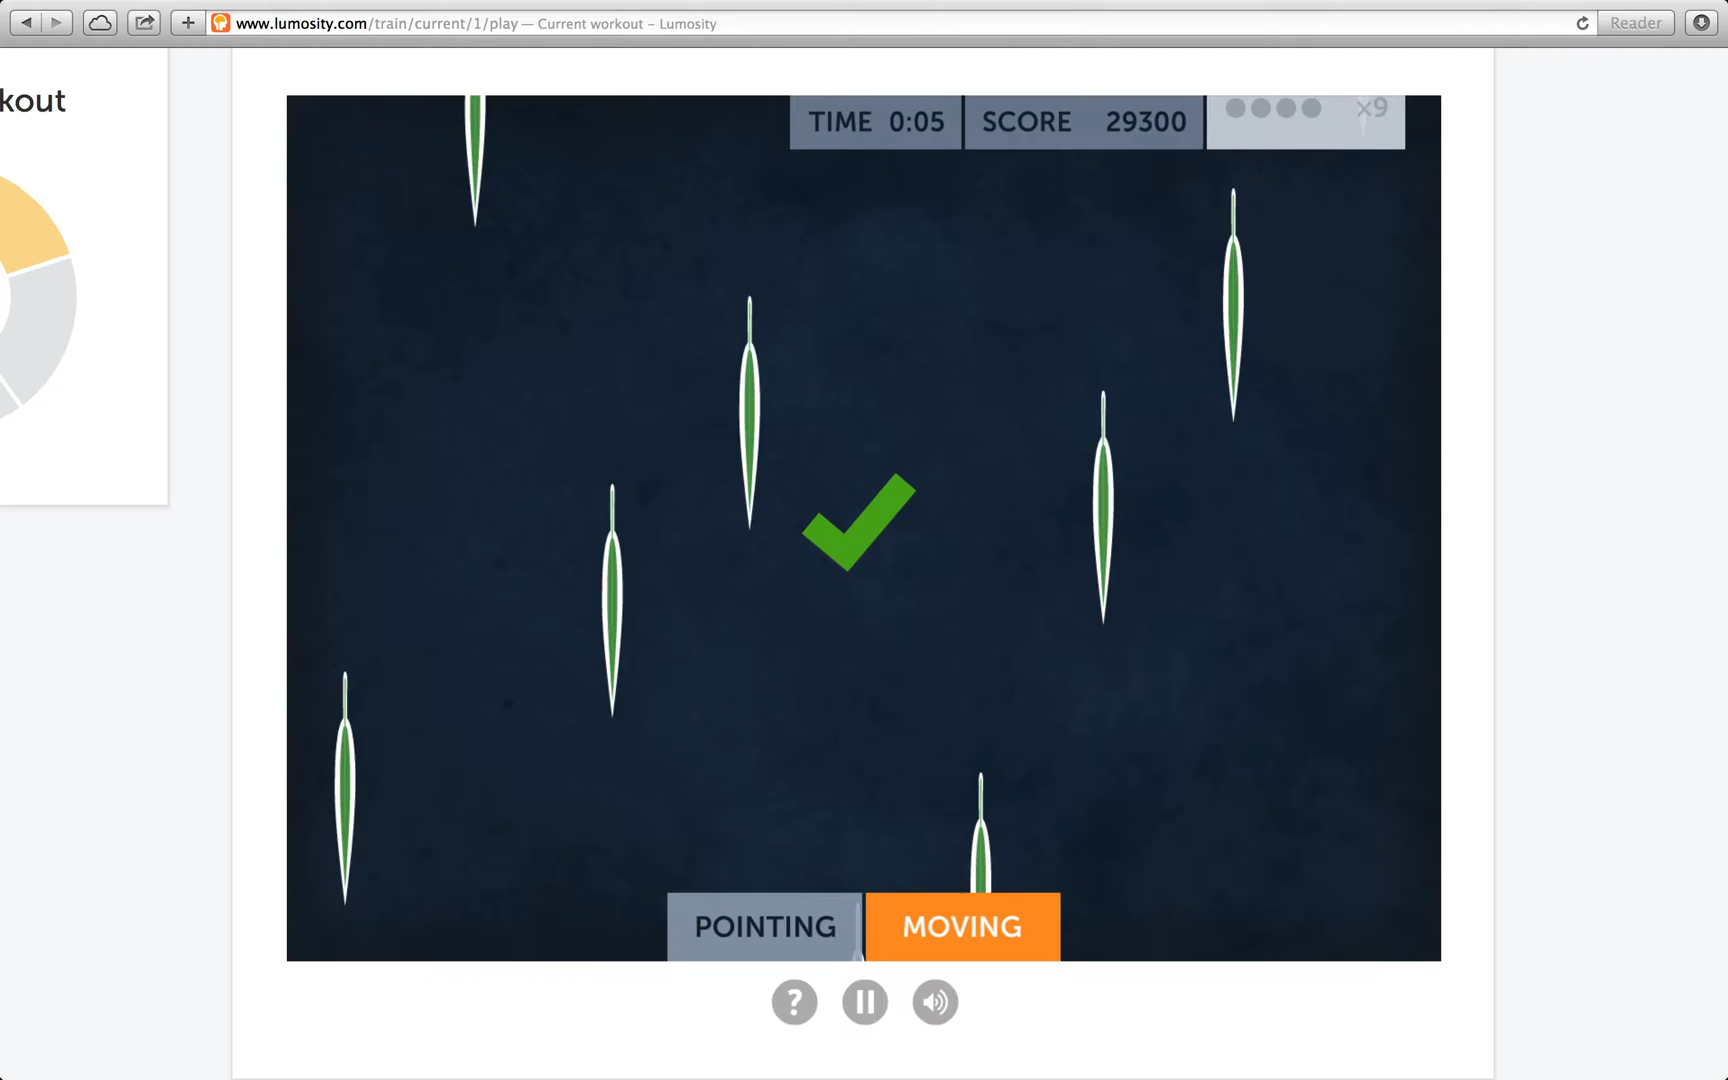 www.lumosity.com/train/current/1/play — Current workout – Lumosity
Reader
kout
TIME 0:05
SCORE 29300
×9
POINTING
MOVING
?